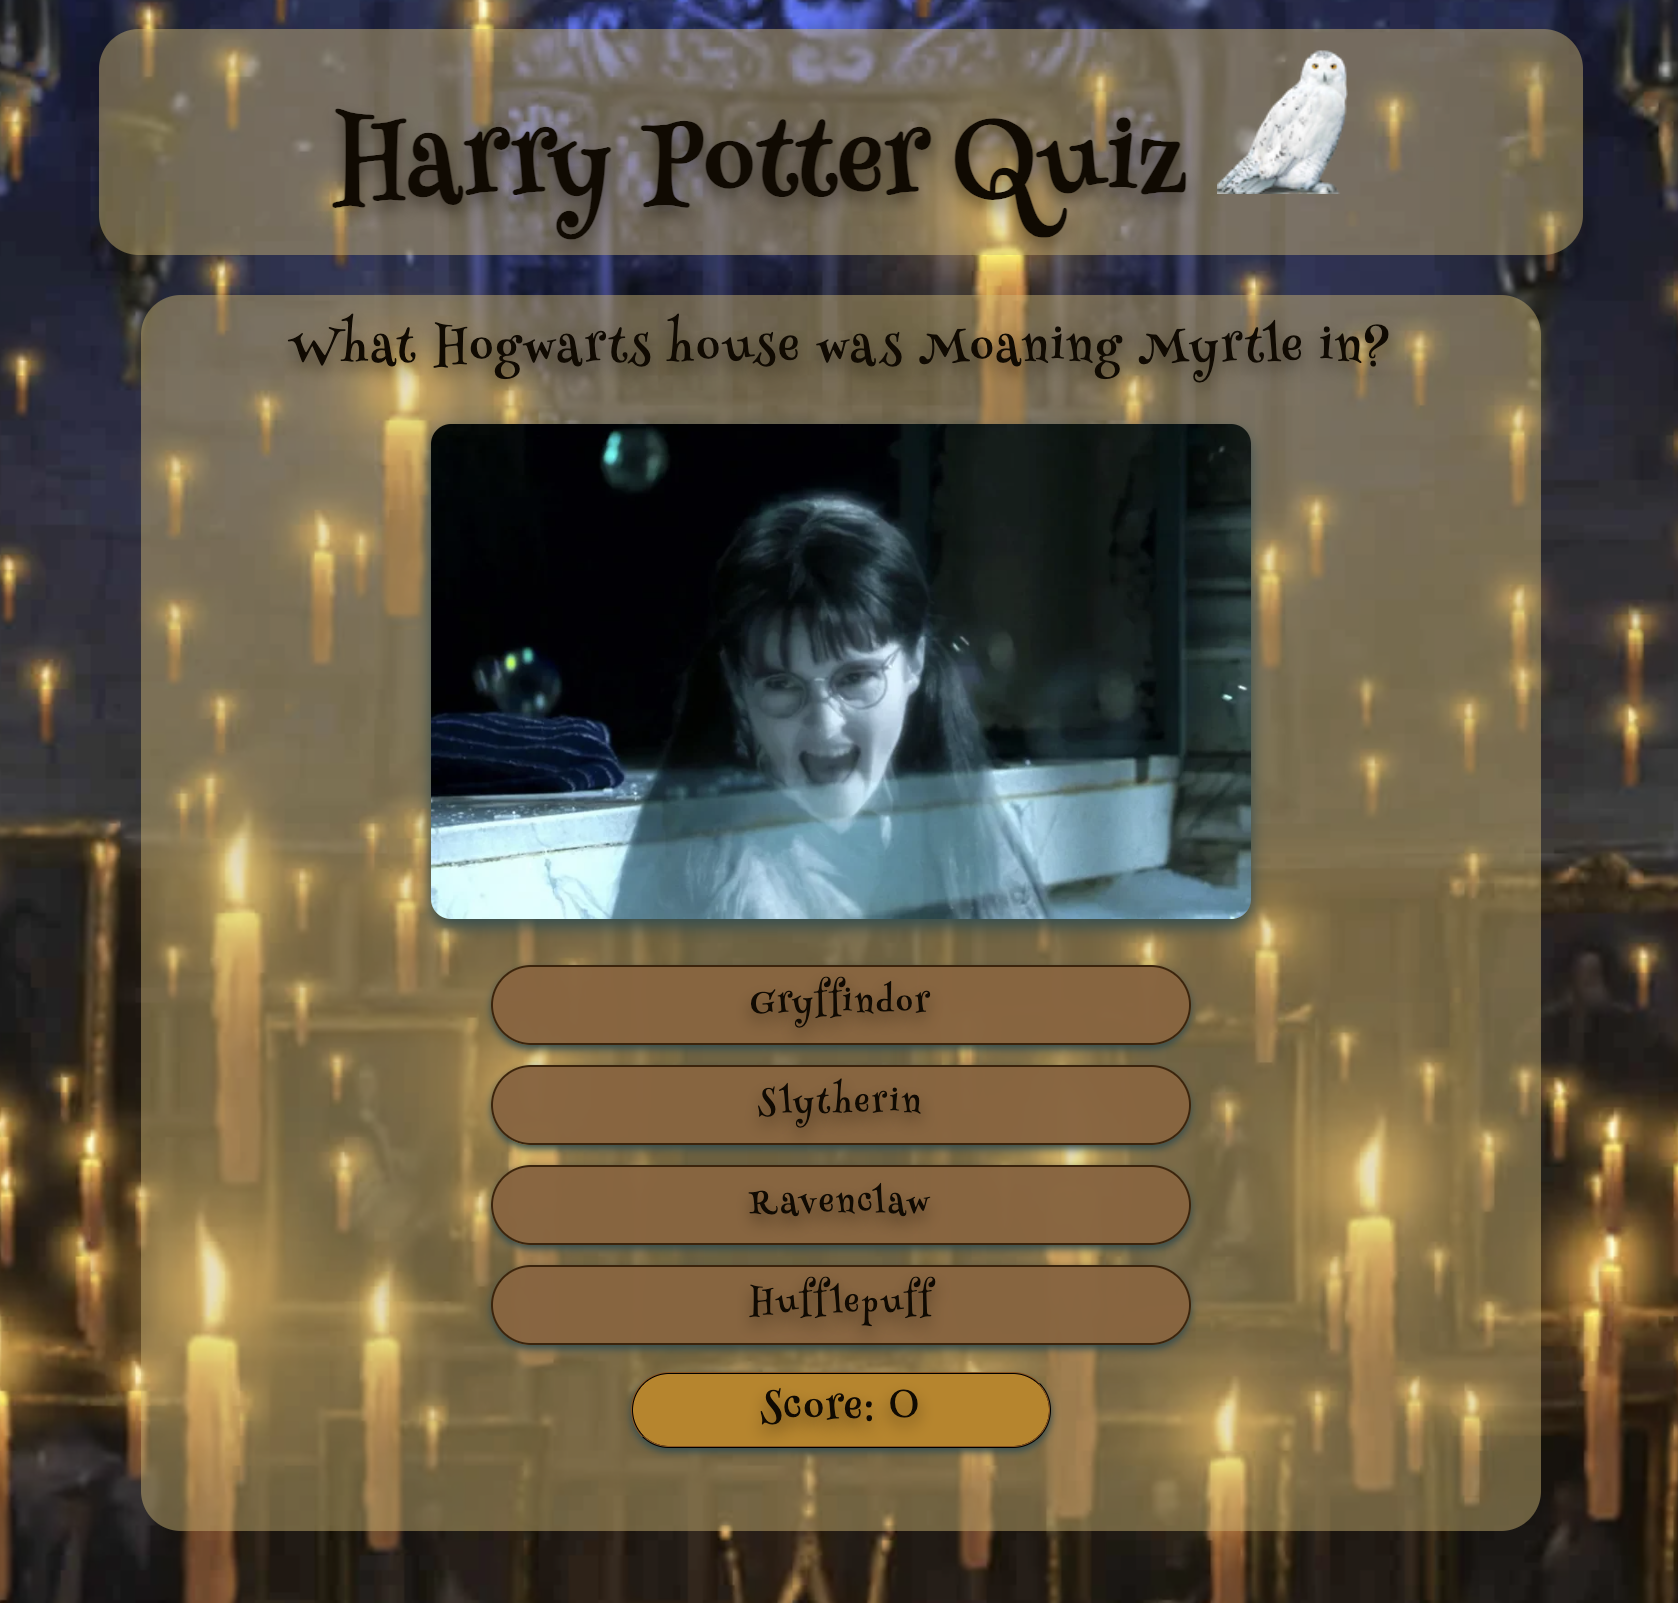 Harry Potter Quiz
What Hogwarts house was Moaning Myrtle in?
Gryffindor
Slytherin
Ravenclaw
Hufflepuff
Score: 0